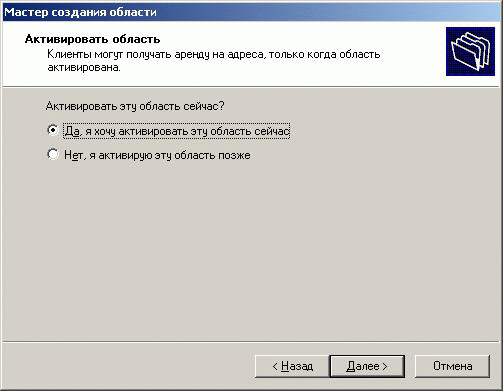 Мастер создания области
Активировать область
Клиенты могут получать аренду на адреса, только когда область
активирована.
Активировать эту область сейчас?
Да, я хочу активировать эту область сейчас
Нет, я активирую эту область позже
< Назад
Далее >
Отмена